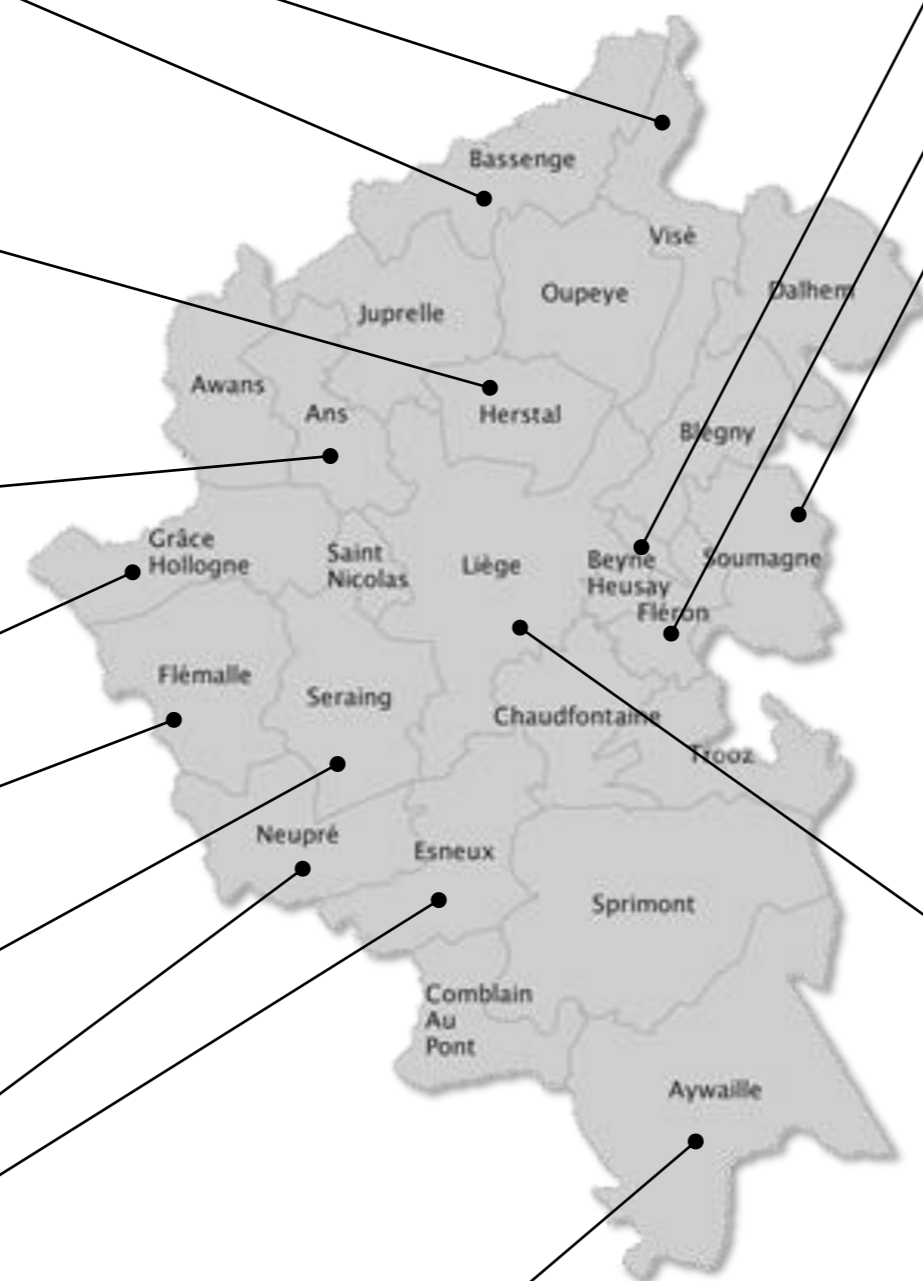 Bassenge
Visé
Dalhem
Oupeye
Juprelle
Awans
Ans
Herstal
Blegny
Grâce
Hollogne
Saint
Nicolas
Liège
Beyne
Heusay
Soumagne
Fléron
Flémalle
Seraing
Chaudfontaine
Trooz
Neupré
Esneux
Sprimont
Comblain
Au
Pont
Aywaille